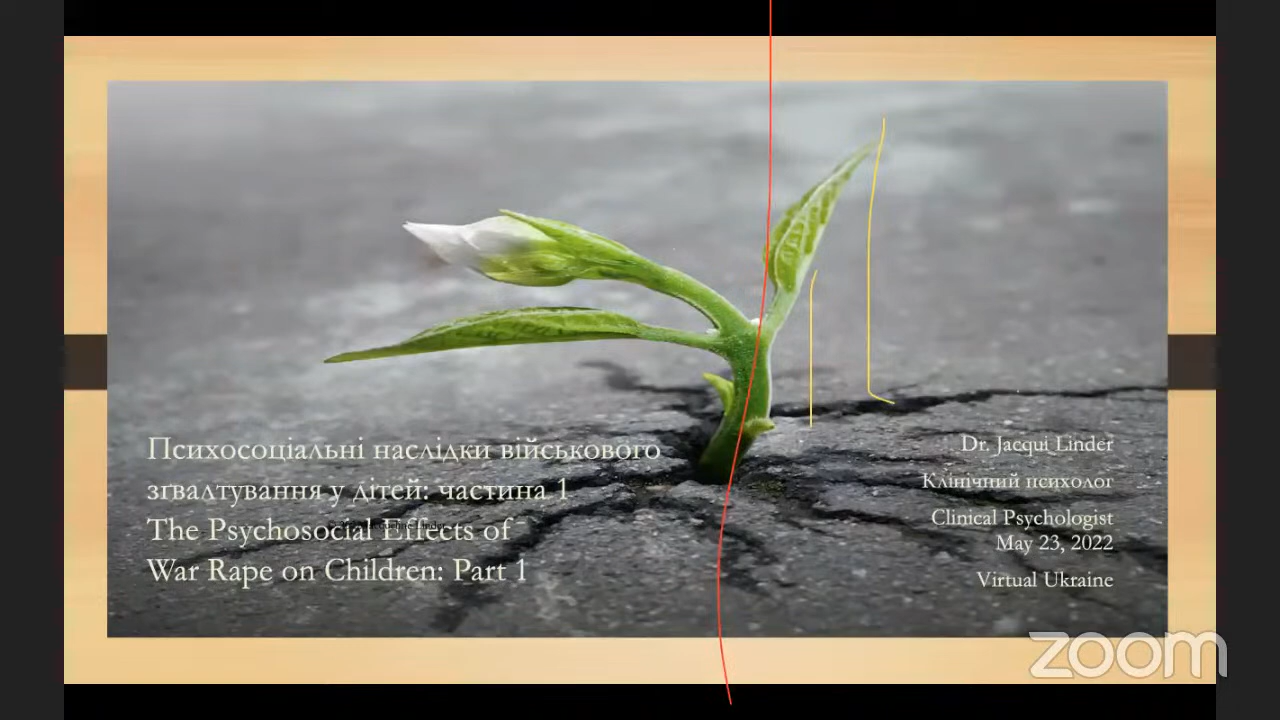 Психосоціальні наслідки військового
зґвалтування у дітей: частина 1
The Psychosocial Effects of
War Rape on Children: Part 1
Dr. Jacqui Linder
Клінічний психолог
Clinical Psychologist
May 23, 2022
Virtual Ukraine
zoom